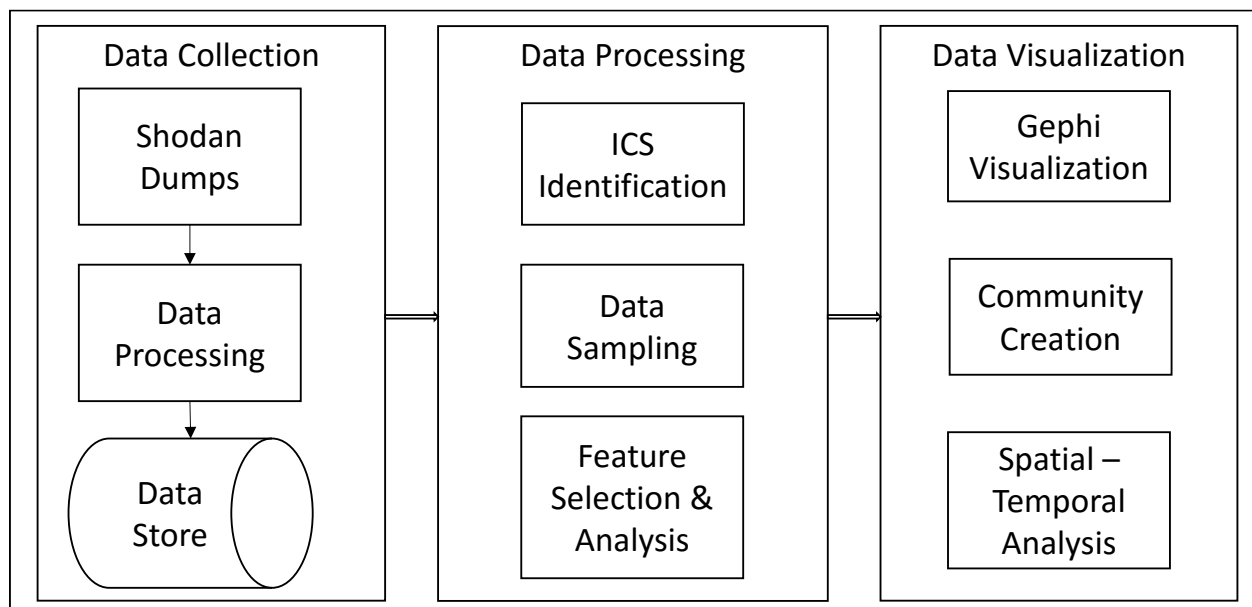 Data Collection
Shodan
Dumps
Data
Processing
Data
Store
Data Processing
ICS
Identification
Data
Sampling
Feature
Selection &
Analysis
Data Visualization
Gephi
Visualization
Community
Creation
Spatial –
Temporal
Analysis